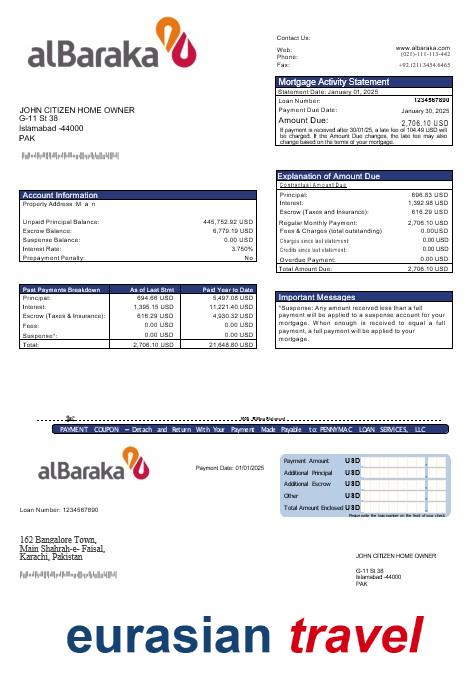 alBaraka
Contact Us:
Web: www.albaraka.com
Phone: (021)-111-113-442
Fax: +92.(21).3454.6465
Mortgage Activity Statement
Statement Date: January 01, 2025
Loan Number: 1234567890
Payment Due Date: January 30, 2025
Amount Due: 2,706.10 USD
If payment is received after 30/01/25, a late fee of 104.49 USD will
be charged. If the Amount Due Changes, the late fee may also
change based on the terms of your mortgage.
JOHN CITIZEN HOME OWNER
G-11 St 38
Islamabad -44000
PAK
Account Information
Property Address: M a n
Unpaid Principal Balance: 445,752.92 USD
Escrow Balance: 6,779.19 USD
Suspense Balance: 0.00 USD
Interest Rate: 3.750%
Prepayment Penalty: No
Explanation of Amount Due
Contractual Amount Due
Principal: 696.83 USD
Interest: 1,392.98 USD
Escrow (Taxes and Insurance): 616.29 USD
Regular Monthly Payment: 2,706.10 USD
Fees & Charges (total outstanding) 0.00USD
Charges since last statement 0.00 USD
Credits since last statement 0.00 USD
Overdue Payment: 0.00 USD
Total Amount Due: 2,706.10 USD
Past Payments Breakdown As of Last Stmt Paid Year to Date
Principal: 694.66 USD 5,497.08 USD
Interest: 1,395.15 USD 11,221.40 USD
Escrow (Taxes & Insurance): 616.29 USD 4,930.32 USD
Fees: 0.00 USD 0.00 USD
Suspense*: 0.00 USD 0.00 USD
Total: 2,706.10 USD 21,648.80 USD
Important Messages
*Suspense: Any amount received less than a full
payment will be applied to a suspense account for your
mortgage. When enough is received to equal a full
payment, a full payment will be applied to your
mortgage.
PAYMENT COUPON – Detach and Return With Your Payment Made Payable to: PENNYMAC LOAN SERVICES, LLC
alBaraka
Payment Date: 01/01/2025
Payment Amount USD
Additional Principal USD
Additional Escrow USD
Other USD
Total Amount Enclosed USD
Please write the loan number on the front of your check.
Loan Number: 1234567890
162 Bangalore Town,
Main Shahrah-e- Faisal,
Karachi, Pakistan
JOHN CITIZEN HOME OWNER
G-11 St 38
Islamabad -44000
PAK
eurasian travel